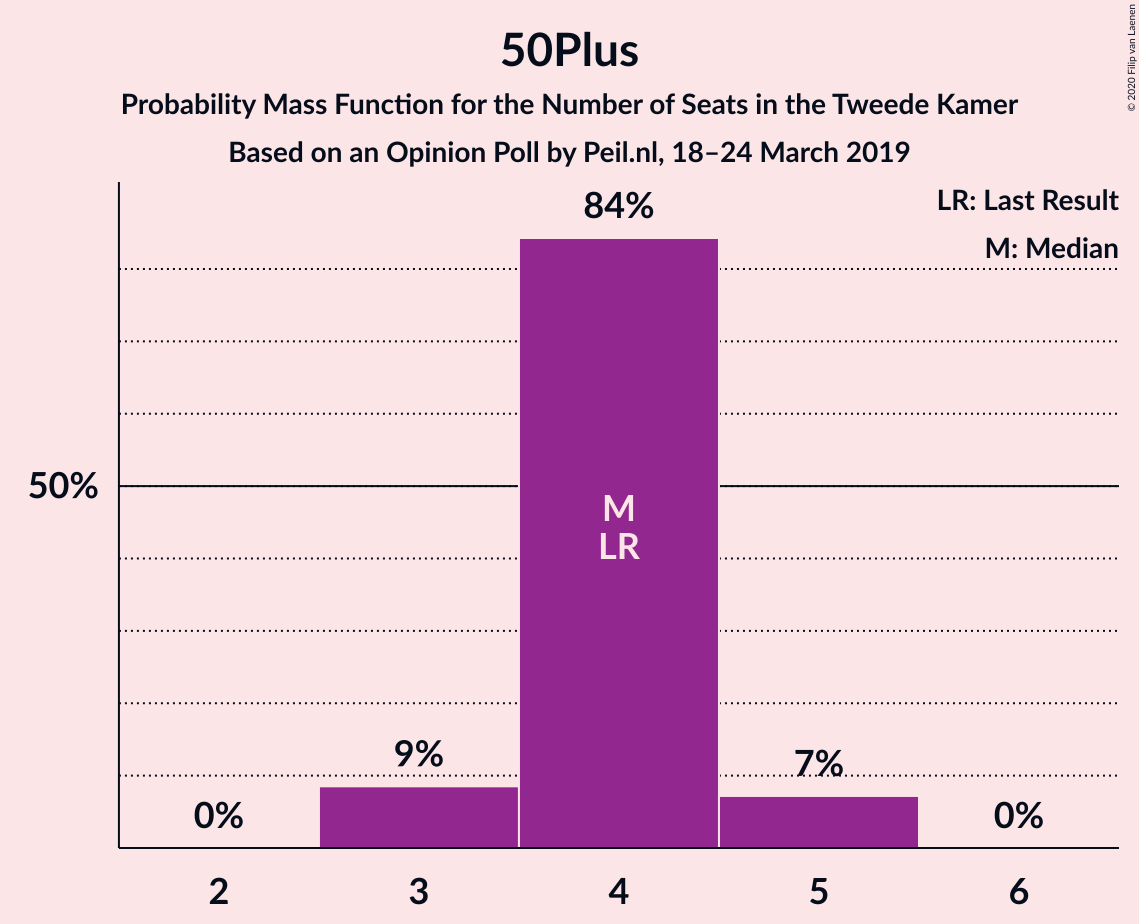 50Plus
Probability Mass Function for the Number of Seats in the Tweede Kamer
Based on an Opinion Poll by Peil.nl, 18–24 March 2019
LR: Last Result
M: Median
84%
50%
M
LR
9%
7%
0%
0%
2 3 4 5 6
© 2020 Filip van Laenen